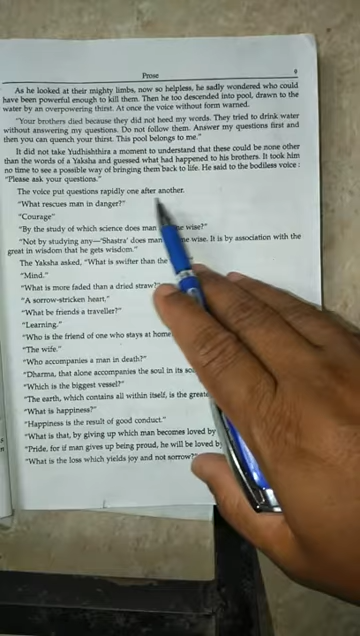 Prose 9
As he looked at their mighty limbs, now so helpless, he sadly wondered who could
have been powerful enough to kill them. Then he too descended into pool, drawn to the
water by an overpowering thirst. At once the voice without form warned.
"Your brothers died because they did not heed my words. They tried to drink water
without answering my questions. Do not follow them. Answer my questions first and
then you can quench your thirst. This pool belongs to me."
It did not take Yudhishthira a moment to understand that these could be none other
than the words of a Yaksha and guessed what had happened to his brothers. It took him
no time to see a possible way of bringing them back to life. He said to the bodiless voice :
"Please ask your questions."
The voice put questions rapidly one after another.
"What rescues man in danger?"
"Courage"
"By the study of which science does man wise?"
"Not by studying any—'Shastra' does man wise. It is by association with the
great in wisdom that he gets wisdom."
The Yaksha asked, "What is swifter than the
"Mind."
"What is more faded than a dried straw?"
"A sorrow-stricken heart."
"What be friends a traveller?"
"Learning."
"Who is the friend of one who stays at home
"The wife."
"Who accompanies a man in death?"
"Dharma, that alone accompanies the soul in its
"Which is the biggest vessel?"
"The earth, which contains all within itself, is the
"What is happiness?"
"Happiness is the result of good conduct."
"What is that, by giving up which man becomes loved by
"Pride, for if man gives up being proud, he will be loved by
"What is the loss which yields joy and not sorrow?"